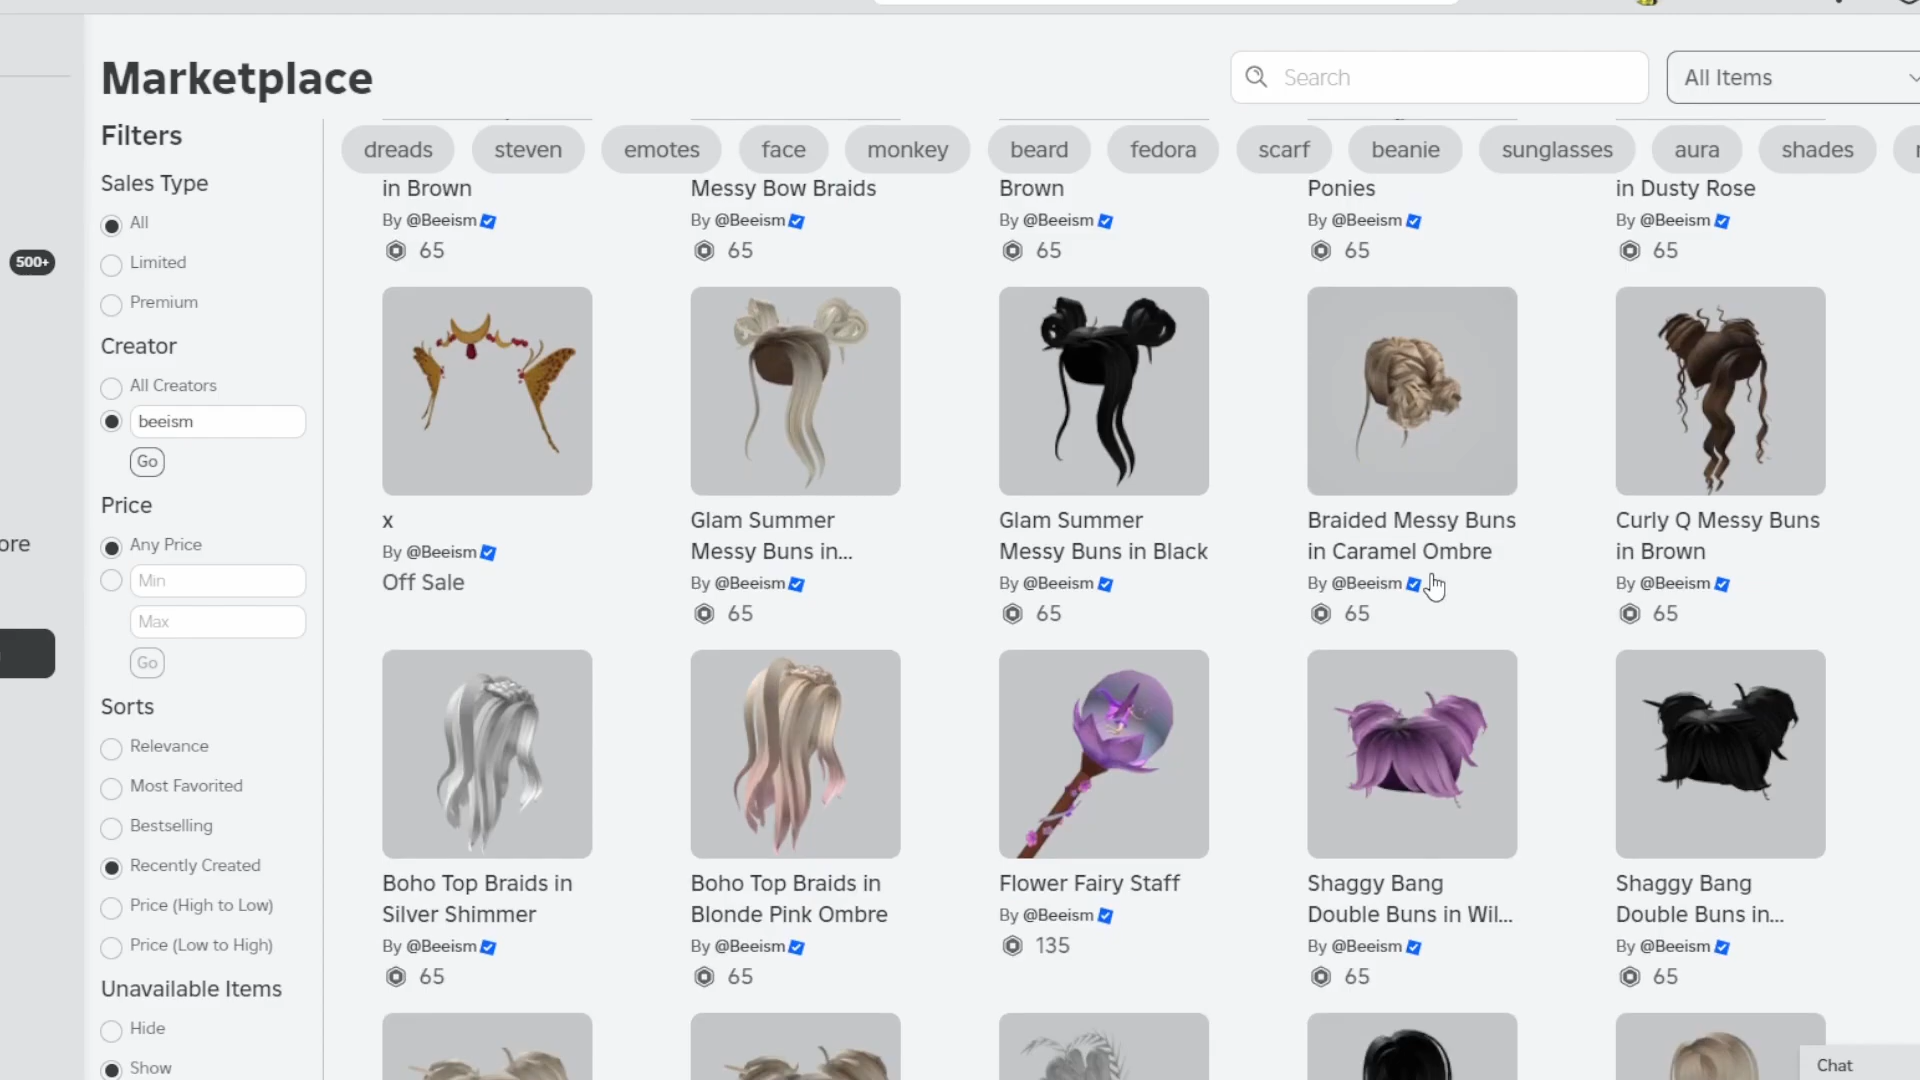 Marketplace
Search
All Items
Filters
dreads
steven
emotes
face
monkey
beard
fedora
scarf
beanie
sunglasses
aura
shades
Sales Type
All
Limited
Premium
Creator
All Creators
beeism
Go
Price
Any Price
Min
Max
Go
Sorts
Relevance
Most Favorited
Bestselling
Recently Created
Price (High to Low)
Price (Low to High)
Unavailable Items
Hide
Show
500+
ore
in Brown
By @Beeism
65
Messy Bow Braids
By @Beeism
65
Brown
By @Beeism
65
Ponies
By @Beeism
65
in Dusty Rose
By @Beeism
65
x
By @Beeism
Off Sale
Glam Summer
Messy Buns in...
By @Beeism
65
Glam Summer
Messy Buns in Black
By @Beeism
65
Braided Messy Buns
in Caramel Ombre
By @Beeism
65
Curly Q Messy Buns
in Brown
By @Beeism
65
Boho Top Braids in
Silver Shimmer
By @Beeism
65
Boho Top Braids in
Blonde Pink Ombre
By @Beeism
65
Flower Fairy Staff
By @Beeism
135
Shaggy Bang
Double Buns in Wil...
By @Beeism
65
Shaggy Bang
Double Buns in...
By @Beeism
65
Chat